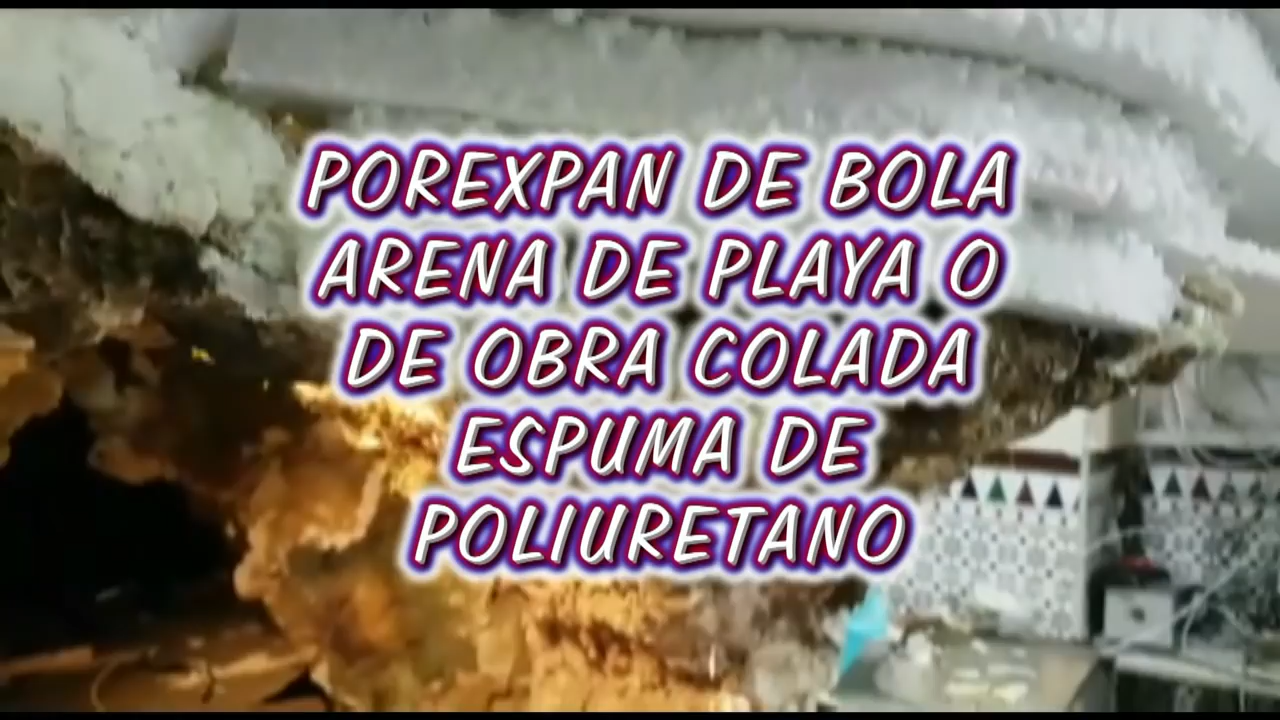 POREXPAN DE BOLA
ARENA DE PLAYA O
DE OBRA COLADA
ESPUMA DE
POLIURETANO